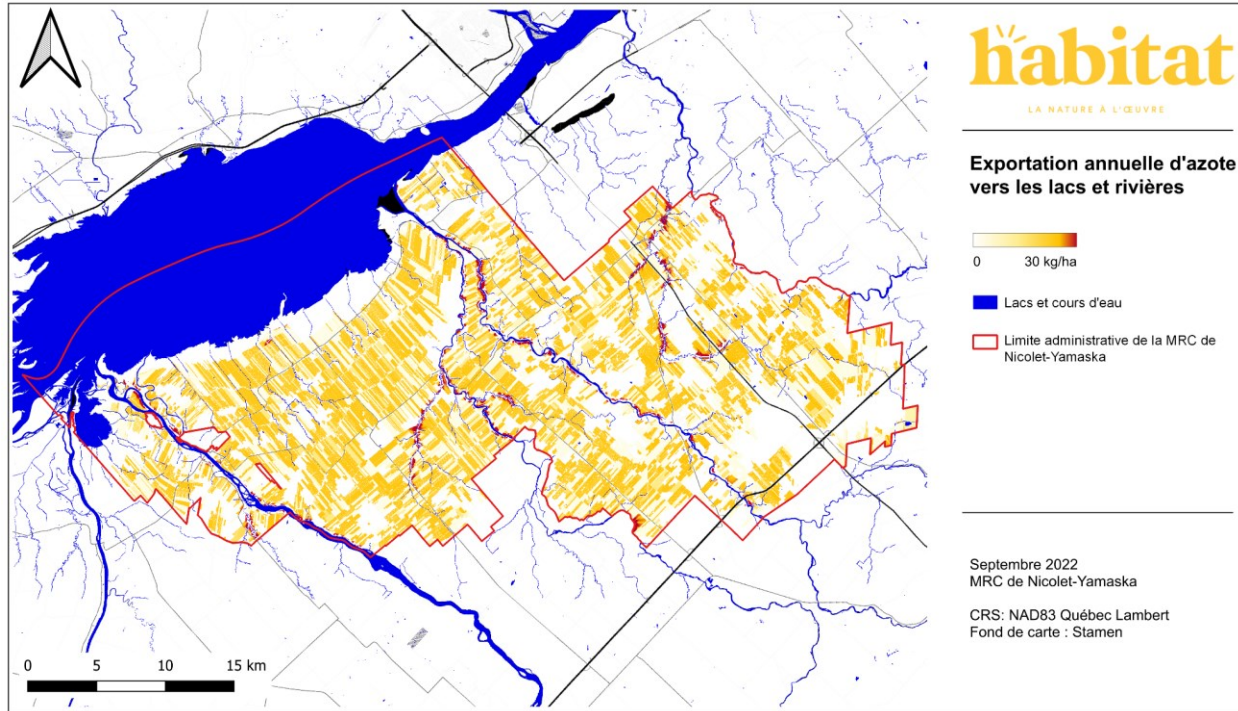 habitat
LA NATURE À L'ŒUVRE
Exportation annuelle d'azote
vers les lacs et rivières
0 30 kg/ha
Lacs et cours d'eau
Limite administrative de la MRC de
Nicolet-Yamaska
Septembre 2022
MRC de Nicolet-Yamaska
CRS: NAD83 Québec Lambert
Fond de carte : Stamen
0 5 10 15 km